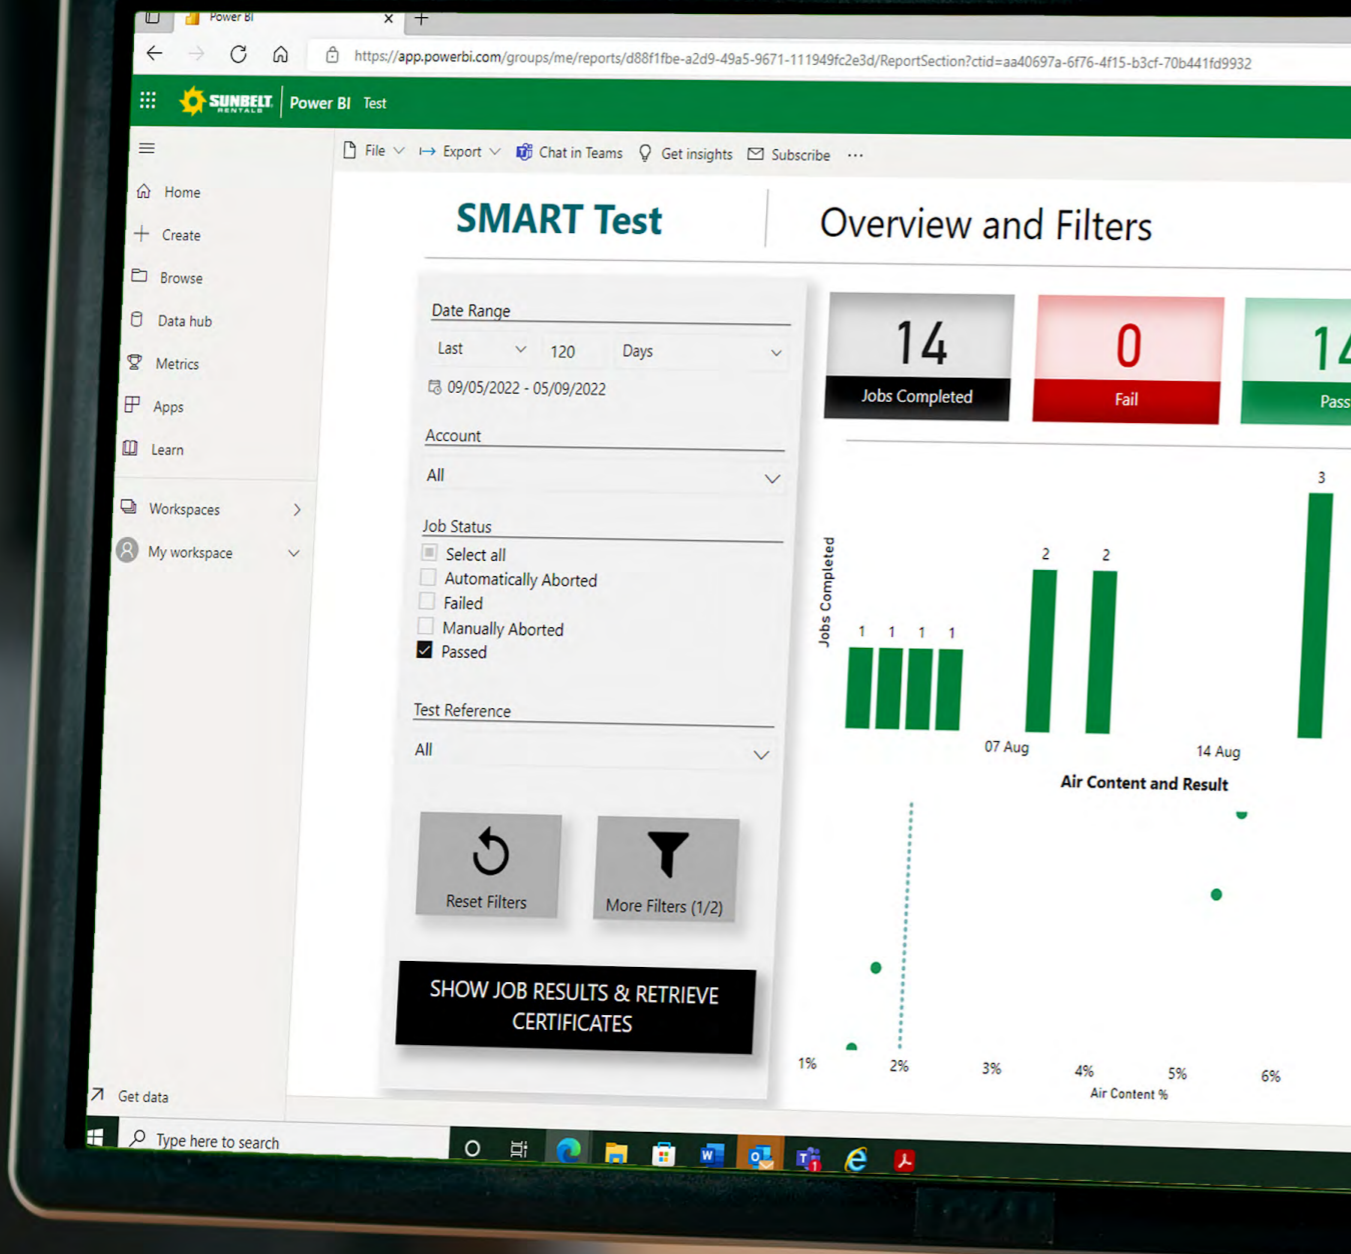 Power BI
https://app.powerbi.com/groups/me/reports/d88f1fbe-a2d9-49a5-9671-111949fc2e3d/ReportSection?ctid=aa40697a-6f76-4f15-b3cf-70b441fd9932
SUNBELT
RENTALS
Power BI Test
File Export Chat in Teams Get insights Subscribe ...
Home
Create
Browse
Data hub
Metrics
Apps
Learn
Workspaces
My workspace
Get data
SMART Test
Overview and Filters
Date Range
Last 120 Days
09/05/2022 - 05/09/2022
Account
All
Job Status
Select all
Automatically Aborted
Failed
Manually Aborted
Passed
Test Reference
All
Reset Filters
More Filters (1/2)
SHOW JOB RESULTS & RETRIEVE
CERTIFICATES
14
Jobs Completed
0
Fail
14
Pass
Jobs Completed
1 1 1 1 2 2 3
07 Aug 14 Aug
Air Content and Result
1% 2% 3% 4% 5% 6%
Air Content %
Type here to search